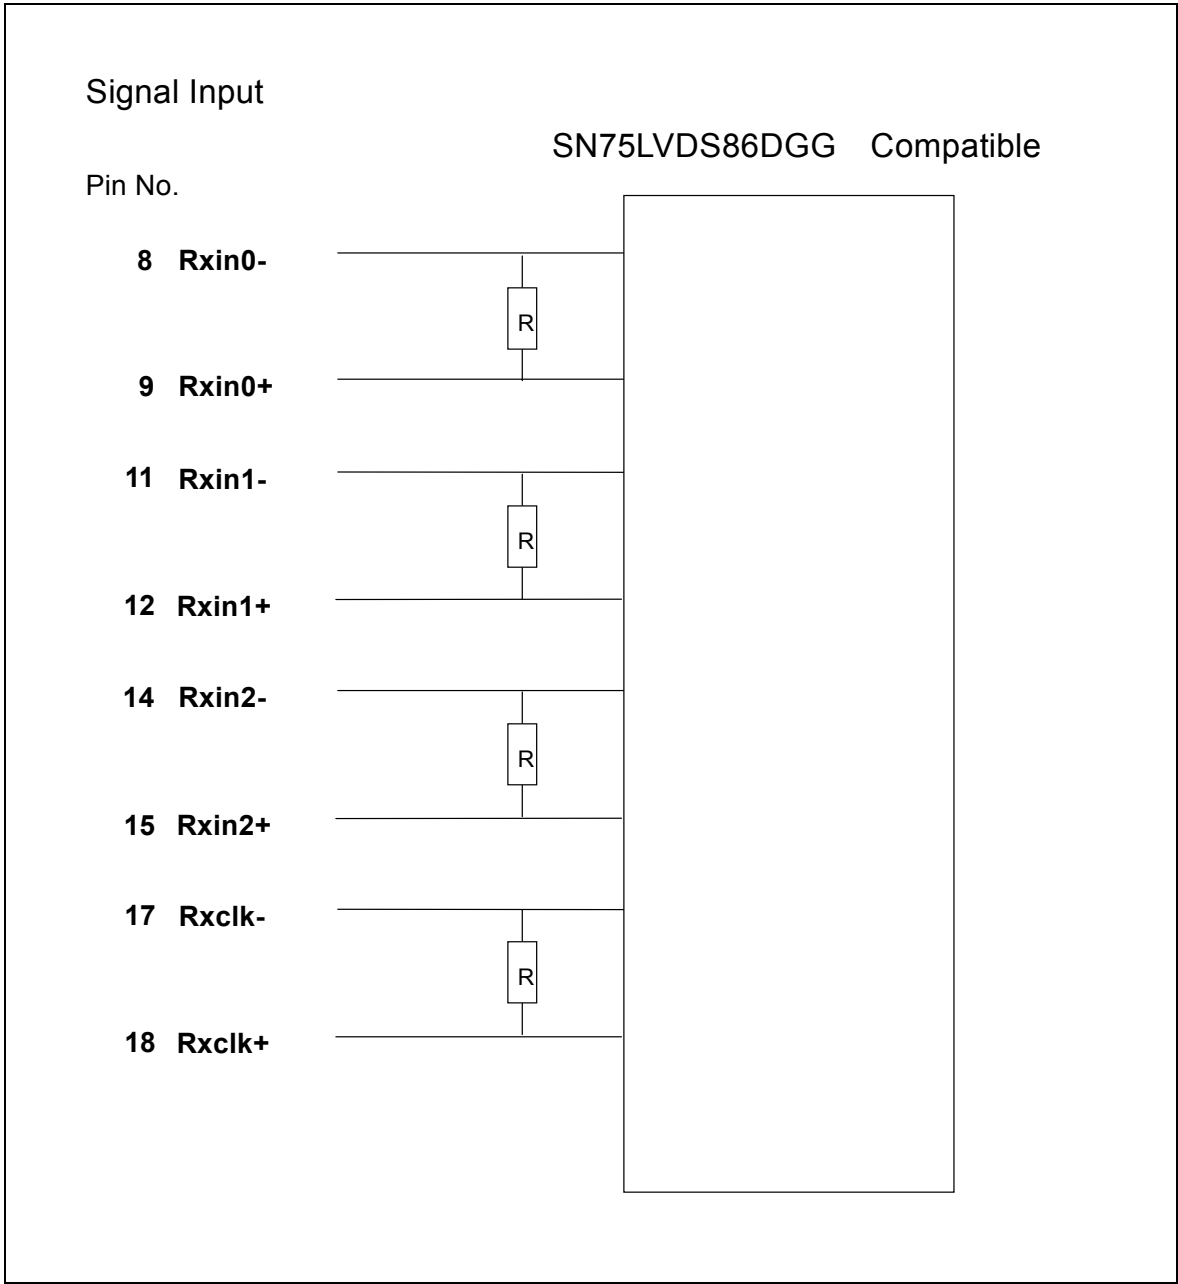 Signal Input
SN75LVDS86DGG Compatible
Pin No.
8 Rxin0-
R
9 Rxin0+
11 Rxin1-
R
12 Rxin1+
14 Rxin2-
R
15 Rxin2+
17 Rxclk-
R
18 Rxclk+